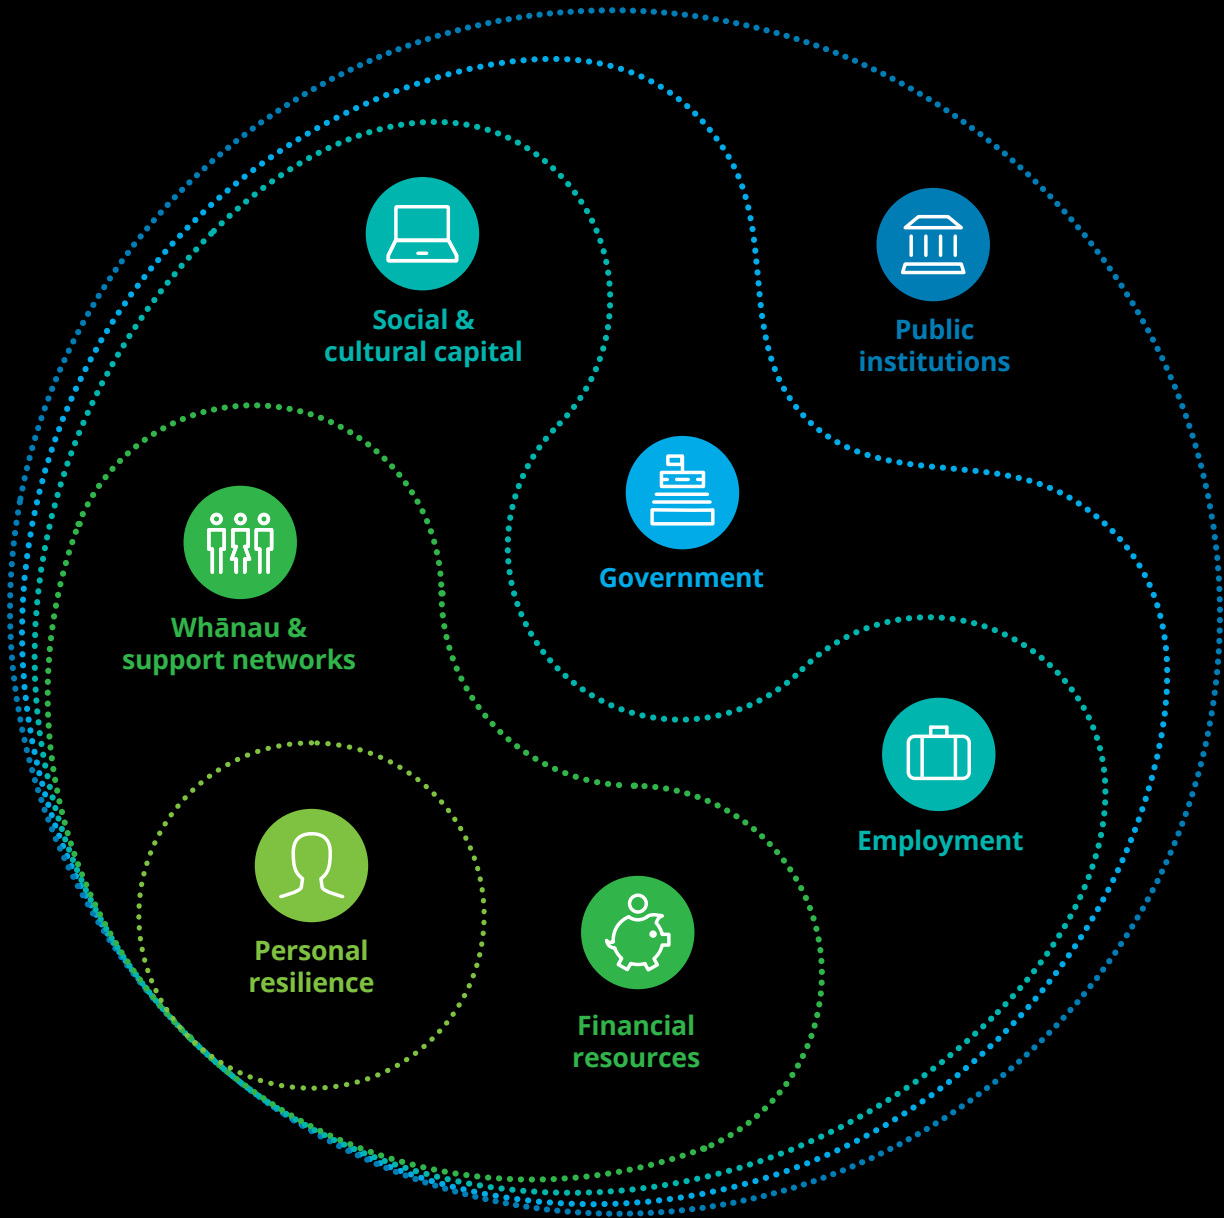 Social &
cultural capital
Public
institutions
Government
Whānau &
support networks
Employment
Personal
resilience
Financial
resources